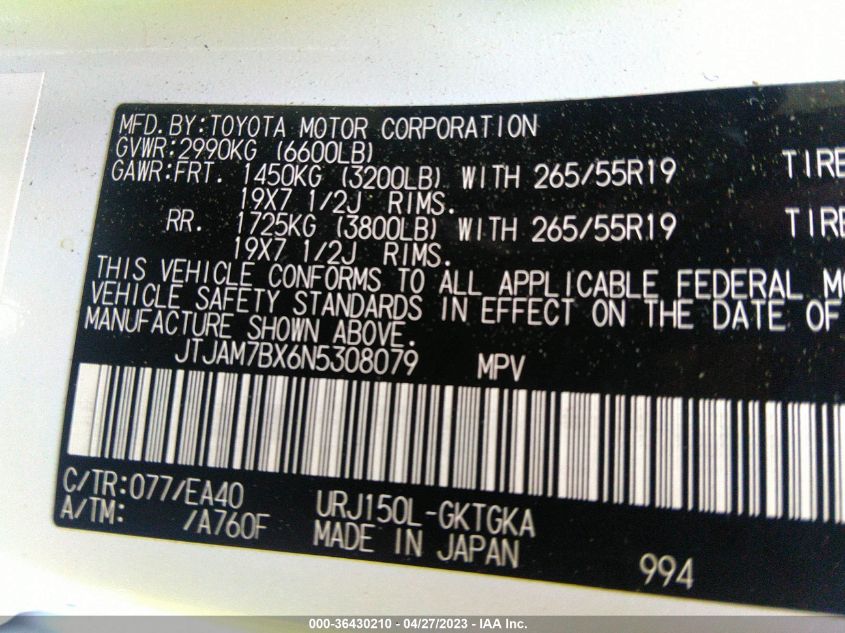 MFD.BY:TOYOTA MOTOR CORPORATION
GVWR:2990KG (6600LB)
GAWR:FRT. 1450KG (3200LB) WITH 265/55R19 TIRE
19X7 1/2J RIMS.
RR. 1725KG (3800LB) WITH 265/55R19 TIRE
19X7 1/2J RIMS.
THIS VEHICLE CONFORMS TO ALL APPLICABLE FEDERAL MO
VEHICLE SAFETY STANDARDS IN EFFECT ON THE DATE OF
MANUFACTURE SHOWN ABOVE.
JTJAM7BX6N5308079 MPV
C/TR:077/EA40 URJ150L-GKTGKA
A/TM: /A760F MADE IN JAPAN 994
000-36430210 - 04/27/2023 - IAA Inc.